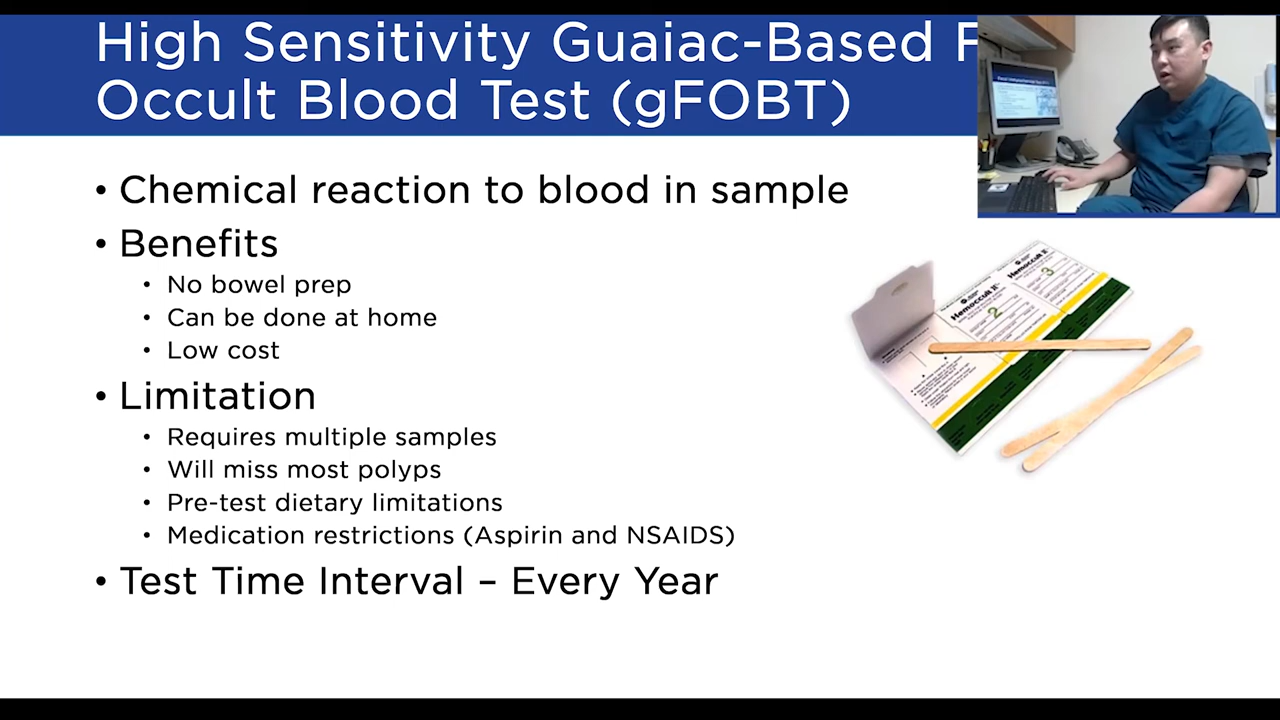 High Sensitivity Guaiac-Based F
Occult Blood Test (gFOBT)
• Chemical reaction to blood in sample
• Benefits
• No bowel prep
• Can be done at home
• Low cost
• Limitation
• Requires multiple samples
• Will miss most polyps
• Pre-test dietary limitations
• Medication restrictions (Aspirin and NSAIDS)
• Test Time Interval – Every Year
Hemoccult II
2
Hemoccult II
3